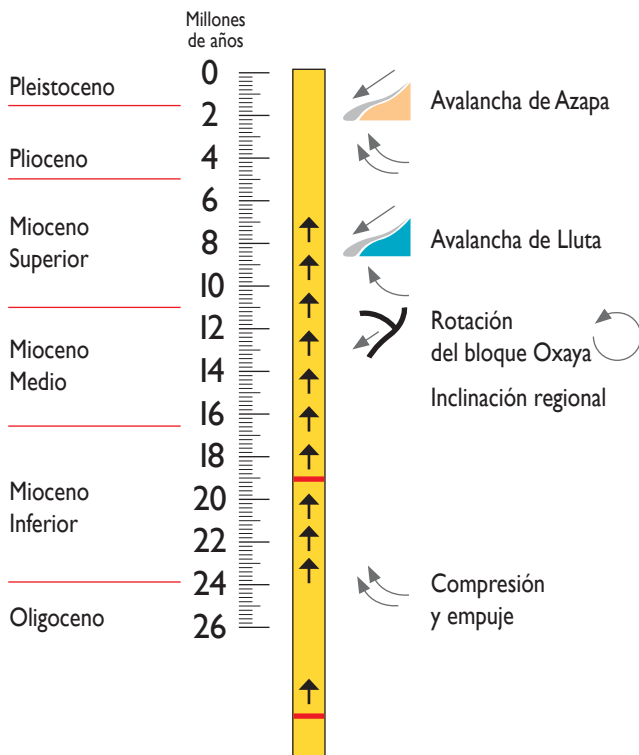 Millones
de años
Pleistoceno
Plioceno
Mioceno
Superior
Mioceno
Medio
Mioceno
Inferior
Oligoceno
0
2
4
6
8
10
12
14
16
18
20
22
24
26
Avalancha de Azapa
Avalancha de Lluta
Rotación
del bloque Oxaya
Inclinación regional
Compresión
y empuje